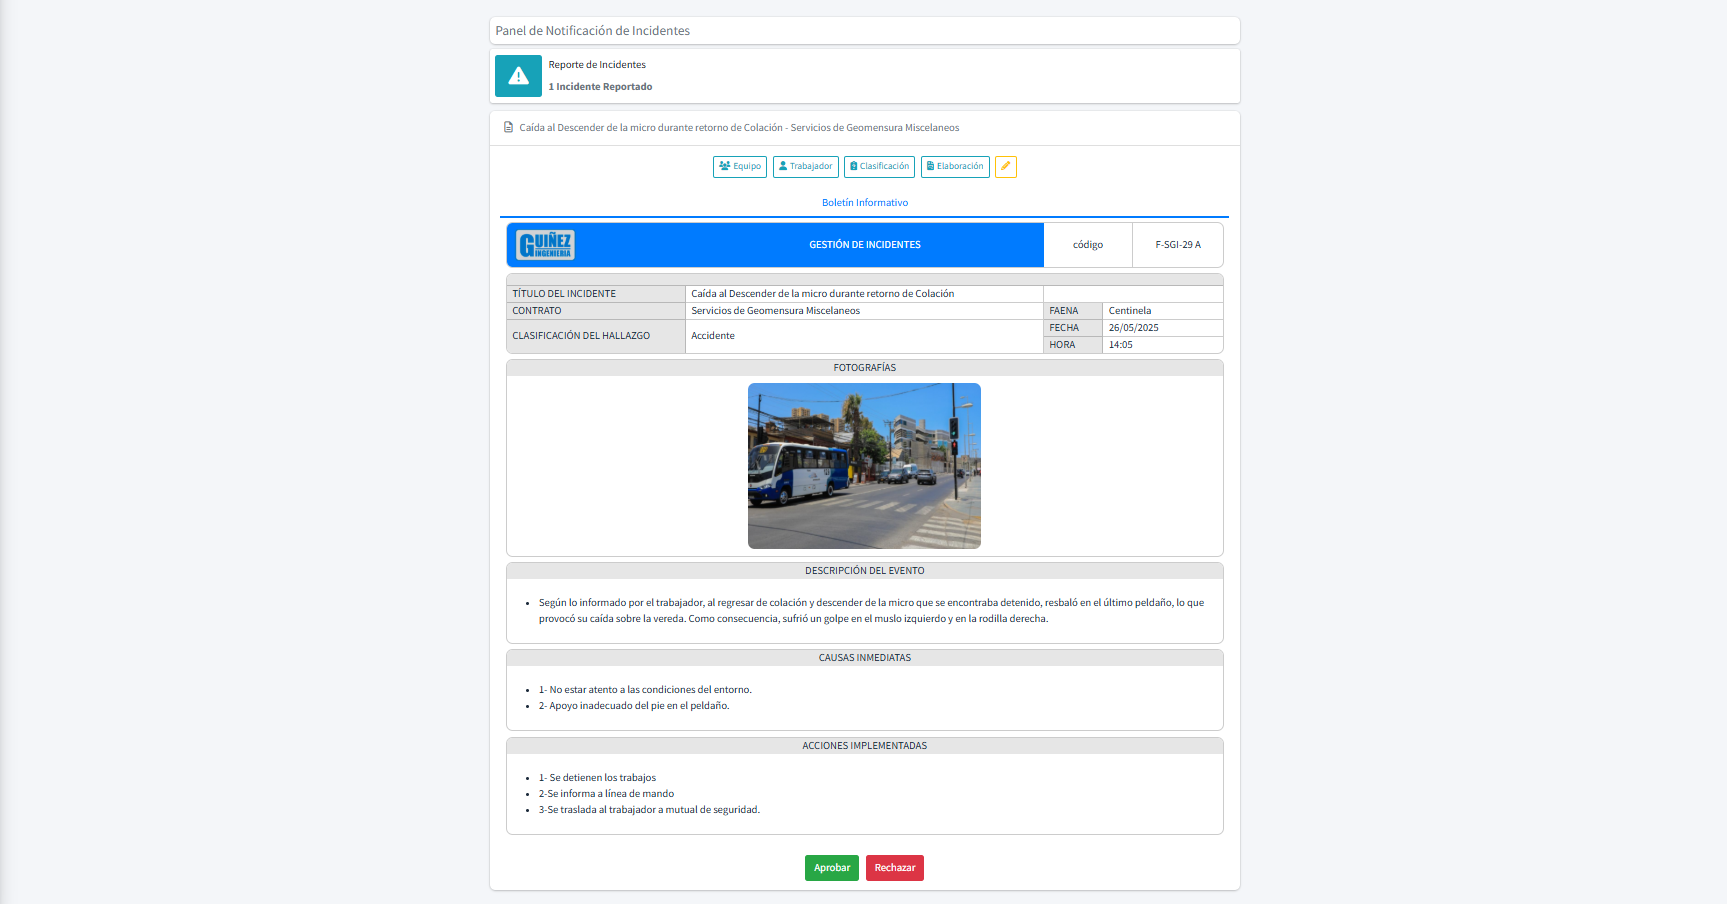 Panel de Notificación de Incidentes
Reporte de Incidentes
1 Incidente Reportado
Caída al Descender de la micro durante retorno de Colación - Servicios de Geomensura Miscelaneos
Equipo Trabajador Clasificación Elaboración
Boletín Informativo
GUIÑEZ
INGENIERIA
GESTIÓN DE INCIDENTES código F-SGI-29 A
TÍTULO DEL INCIDENTE Caída al Descender de la micro durante retorno de Colación
CONTRATO Servicios de Geomensura Miscelaneos FAENA Centinela
CLASIFICACIÓN DEL HALLAZGO Accidente FECHA 26/05/2025
HORA 14:05
FOTOGRAFÍAS
DESCRIPCIÓN DEL EVENTO
Según lo informado por el trabajador, al regresar de colación y descender de la micro que se encontraba detenido, resbaló en el último peldaño, lo que
provocó su caída sobre la vereda. Como consecuencia, sufrió un golpe en el muslo izquierdo y en la rodilla derecha.
CAUSAS INMEDIATAS
1- No estar atento a las condiciones del entorno.
2- Apoyo inadecuado del pie en el peldaño.
ACCIONES IMPLEMENTADAS
1- Se detienen los trabajos
2-Se informa a línea de mando
3-Se traslada al trabajador a mutual de seguridad.
Aprobar Rechazar